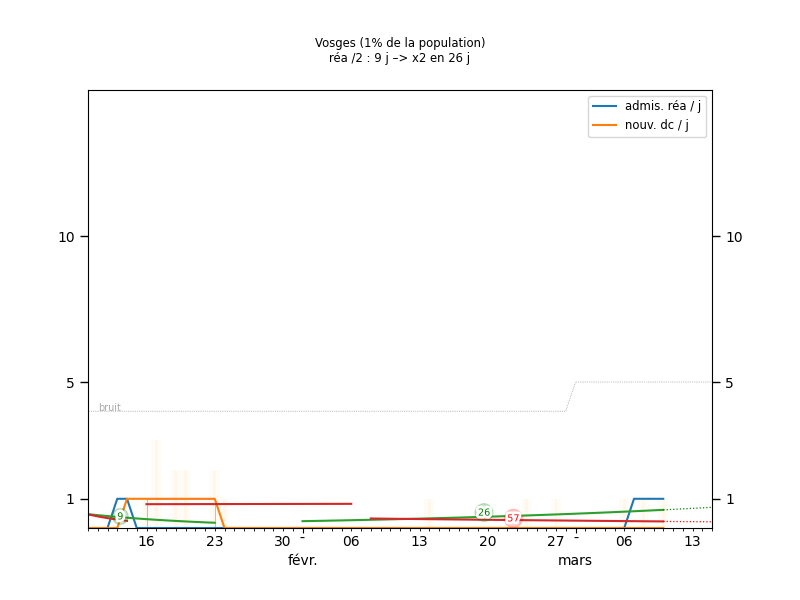 Vosges (1% de la population)
réa /2 : 9 j –> x2 en 26 j
admis. réa / j
nouv. dc / j
10
10
5
5
bruit
1
1
9
26
57
16
23
30
-
06
13
20
27
-
06
13
févr.
mars